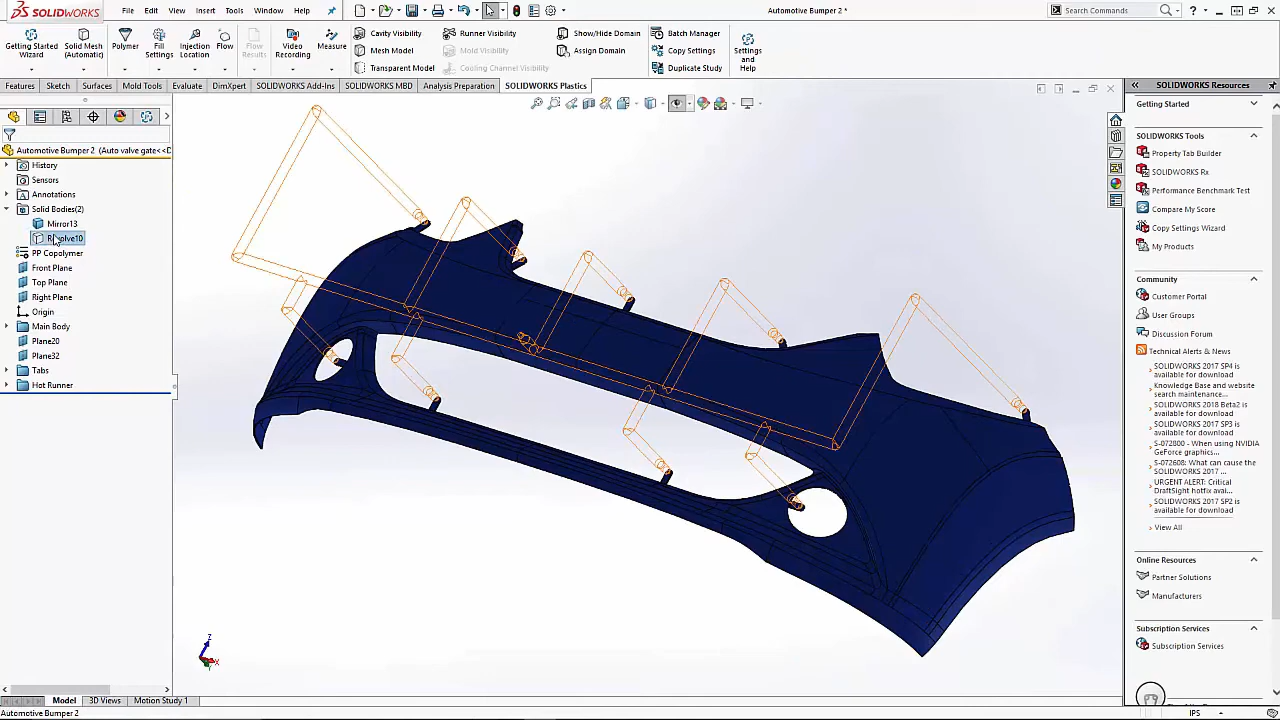 SOLIDWORKS
File
Edit
View
Insert
Tools
Window
Help
Automotive Bumper 2 *
Search Commands
Getting Started Wizard
Solid Mesh (Automatic)
Polymer
Fill Settings
Injection Location
Flow
Flow Results
Video Recording
Measure
Cavity Visibility
Mesh Model
Transparent Model
Runner Visibility
Mold Visibility
Cooling Channel Visibility
Show/Hide Domain
Assign Domain
Batch Manager
Copy Settings
Duplicate Study
Settings and Help
Features
Sketch
Surfaces
Mold Tools
Evaluate
DimXpert
SOLIDWORKS Add-Ins
SOLIDWORKS MBD
Analysis Preparation
SOLIDWORKS Plastics
Automotive Bumper 2 (Auto valve gate<<D
History
Sensors
Annotations
Solid Bodies(2)
Mirror13
PP Copolymer
Front Plane
Top Plane
Right Plane
Origin
Main Body
Plane20
Plane32
Tabs
Hot Runner
Z
X
SOLIDWORKS Resources
Getting Started
SOLIDWORKS Tools
Property Tab Builder
SOLIDWORKS Rx
Performance Benchmark Test
Compare My Score
Copy Settings Wizard
My Products
Community
Customer Portal
User Groups
Discussion Forum
Technical Alerts & News
SOLIDWORKS 2017 SP4 is
available for download
Knowledge Base and website
search maintenance...
SOLIDWORKS 2018 Beta2 is
available for download
SOLIDWORKS 2017 SP3 is
available for download
S-072800 - When using NVIDIA
GeForce graphics...
S-072608: What can cause the
SOLIDWORKS 2017 ...
URGENT ALERT: Critical
DraftSight hotfix avai...
SOLIDWORKS 2017 SP2 is
available for download
View All
Online Resources
Partner Solutions
Manufacturers
Subscription Services
Subscription Services
Model
3D Views
Motion Study 1
Automotive Bumper 2
IPS